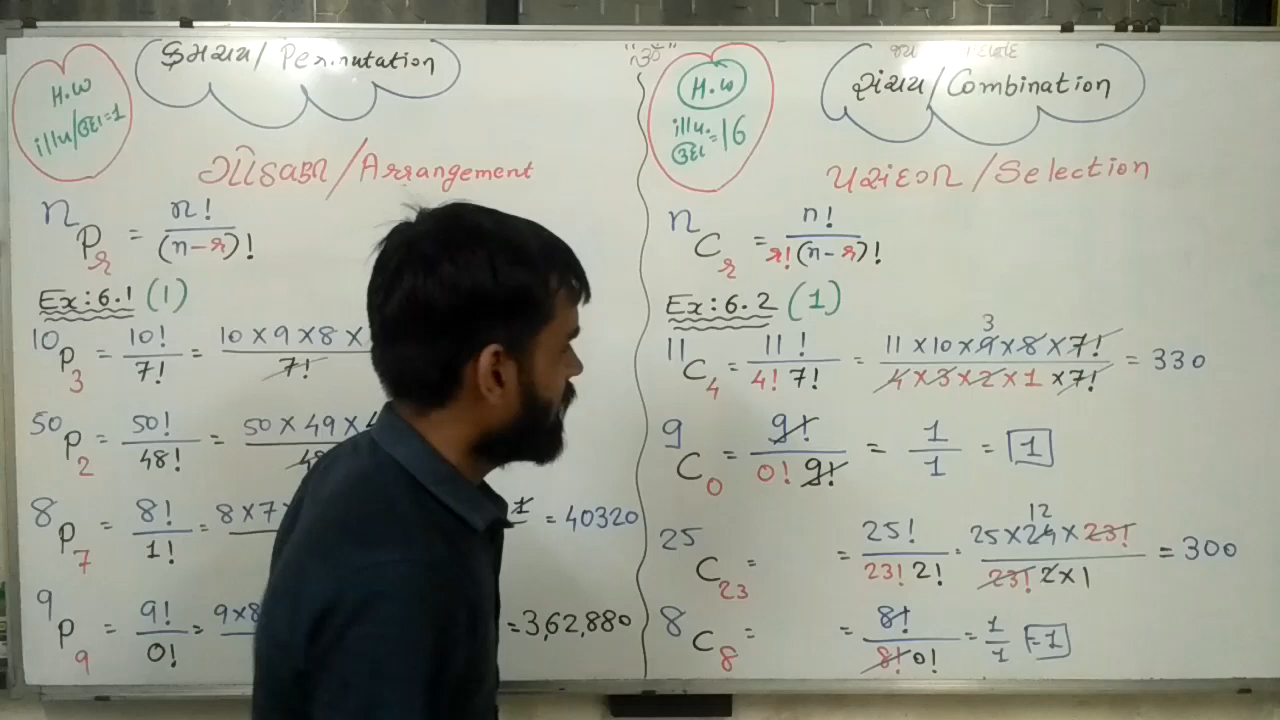 H.W
illu/ઉદા=1
ક્રમચય/Permutation
ગોઠવણ/Arrangement
ⁿPᵣ = n!/(n-r)!
Ex:6.1 (1)
¹⁰P₃ = 10!/7! = 10×9×8×/7!
⁵⁰P₂ = 50!/48! = 50×49×4
⁸P₇ = 8!/1! = 8×7× = 40320
⁹P₉ = 9!/0! = 9×8 = 3,62,880
"ૐ"
H.W
illu.
ઉદા = 16
સંચય/Combination
પસંદગી/Selection
ⁿCᵣ = n!/r!(n-r)!
Ex:6.2 (1)
¹¹C₄ = 11!/4! 7! = 11×10×9×8×7!/4×3×2×1×7! = 330
3
⁹C₀ = 9!/0! 9! = 1/1 = 1
²⁵C₂₃ = = 25!/23! 2! = 25×24×23!/23! 2×1 = 300
12
⁸C₈ = = 8!/8! 0! = 1/1 = 1